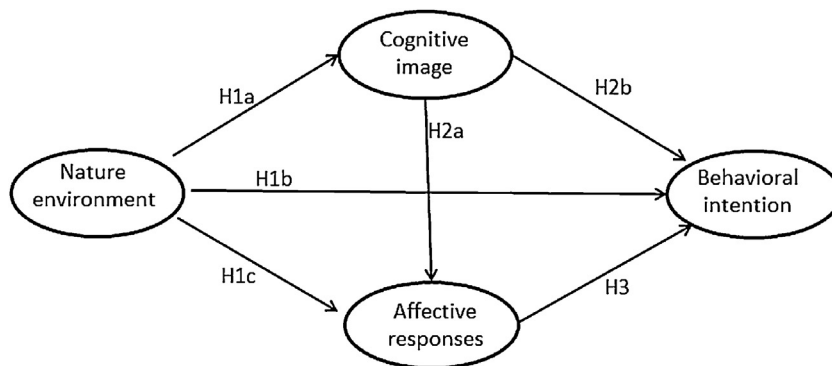 Cognitive
image
H1a
H2b
H2a
Nature
environment
H1b
Behavioral
intention
H1c
H3
Affective
responses